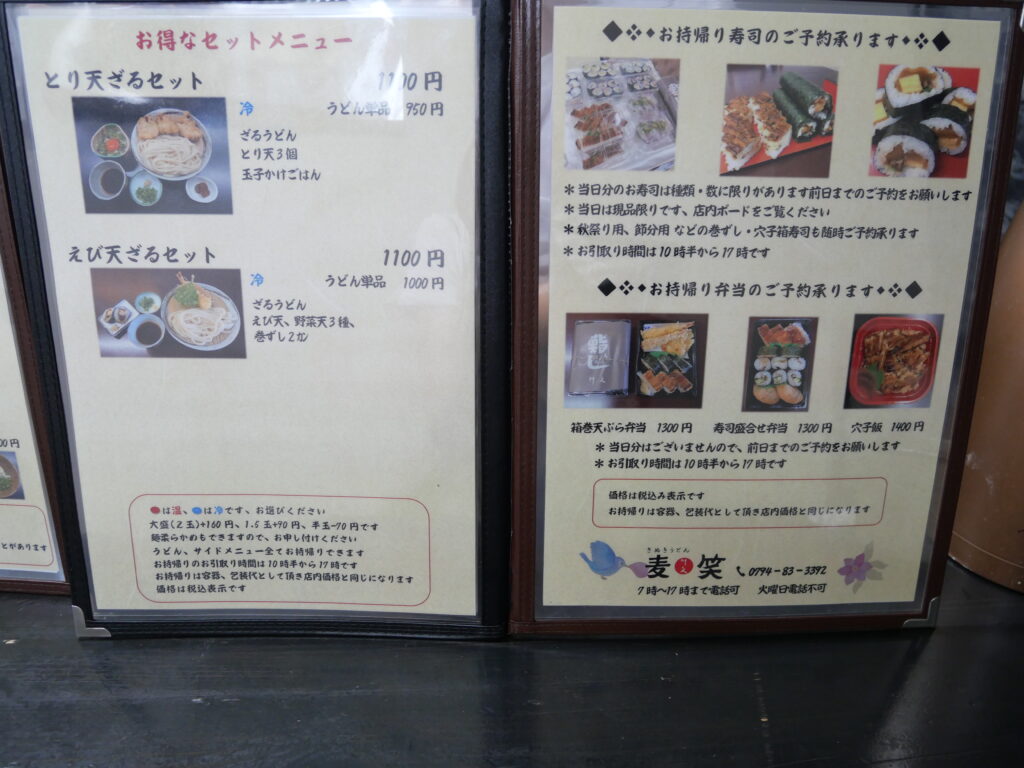 お得なセットメニュー
とり天ざるセット 1100円
冷 うどん単品 950円
ざるうどん
とり天3個
玉子かけごはん
えび天ざるセット 1100円
冷 うどん単品 1000円
ざるうどん
えび天、野菜天3種、
巻ずし2カン
●は温、●は冷です、お選びください
大盛(2玉)+160円、1.5玉+90円、半玉-70円です
麺柔らかめもできますので、お申し付けください
うどん、サイドメニュー全てお持帰りできます
お持帰りのお引取り時間は10時半から17時です
お持帰りは容器、包装代として頂き店内価格と同じになります
価格は税込表示です
00円
とがあります
◆❖・お持帰り寿司のご予約承ります・❖◆
*当日分のお寿司は種類・数に限りがあります前日までのご予約をお願いします
*当日は現品限りです、店内ボードをご覧ください
*秋祭り用、節分用 などの巻ずし・穴子箱寿司も随時ご予約承ります
*お引取り時間は10時半から17時です
◆❖・お持帰り弁当のご予約承ります・❖◆
箱巻天ぷら弁当 1300円 寿司盛合せ弁当 1300円 穴子飯 1400円
*当日分はございませんので、前日までのご予約をお願いします
*お引取り時間は10時半から17時です
価格は税込み表示です
お持帰りは容器、包装代として頂き店内価格と同じになります
きぬきうどん
麦笑 0794-83-3392
7時~17時まで電話可 火曜日電話不可